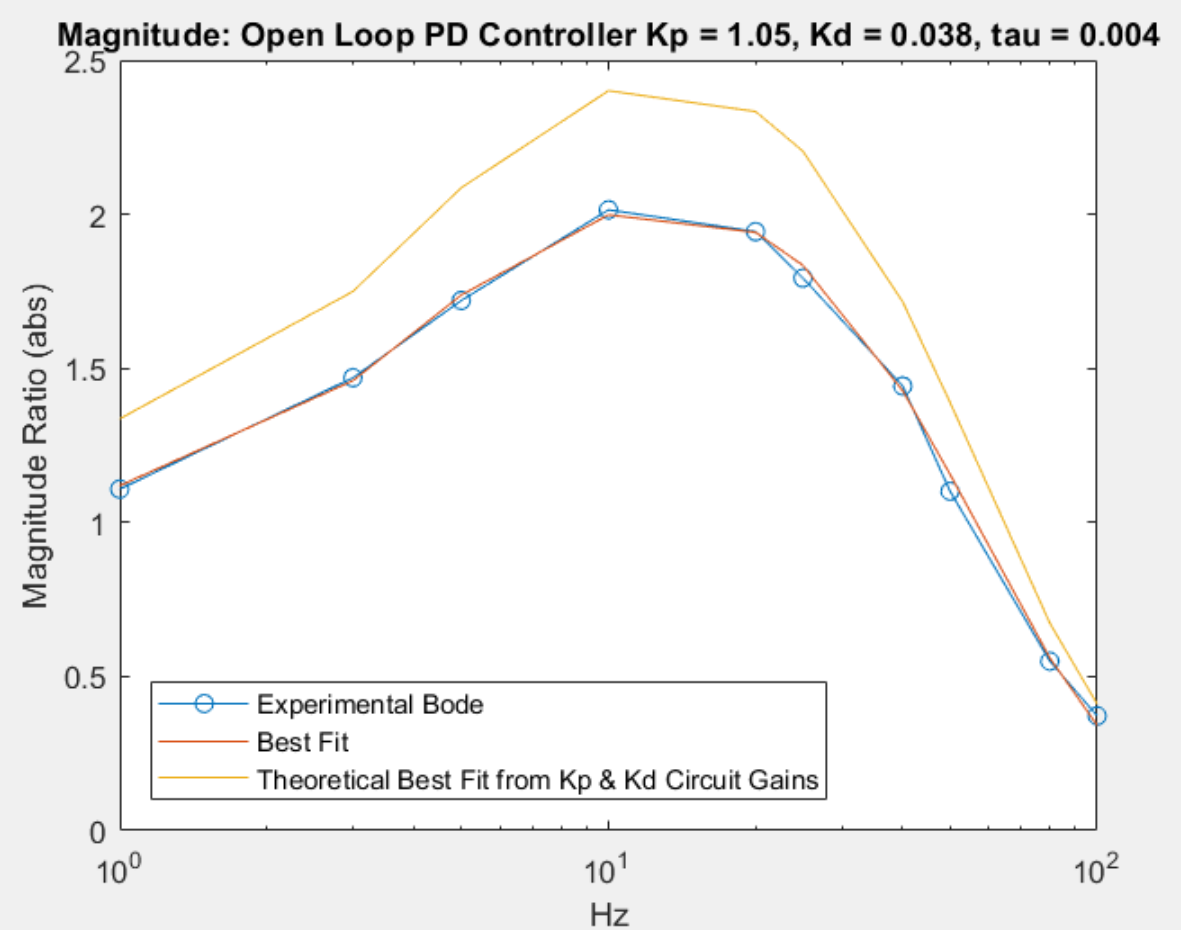 Magnitude: Open Loop PD Controller Kp = 1.05, Kd = 0.038, tau = 0.004
2.5
2
1.5
1
0.5
0
Magnitude Ratio (abs)
Experimental Bode
Best Fit
Theoretical Best Fit from Kp & Kd Circuit Gains
10^0 10^1 10^2
Hz